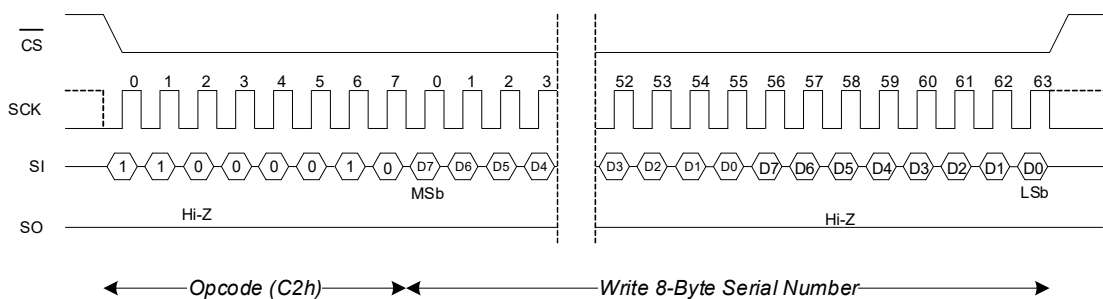 CS
0 1 2 3 4 5 6 7 0 1 2 3 52 53 54 55 56 57 58 59 60 61 62 63
SCK
SI 1 1 0 0 0 0 1 0 D7 D6 D5 D4 D3 D2 D1 D0 D7 D6 D5 D4 D3 D2 D1 D0
MSb LSb
Hi-Z Hi-Z
SO
Opcode (C2h) Write 8-Byte Serial Number